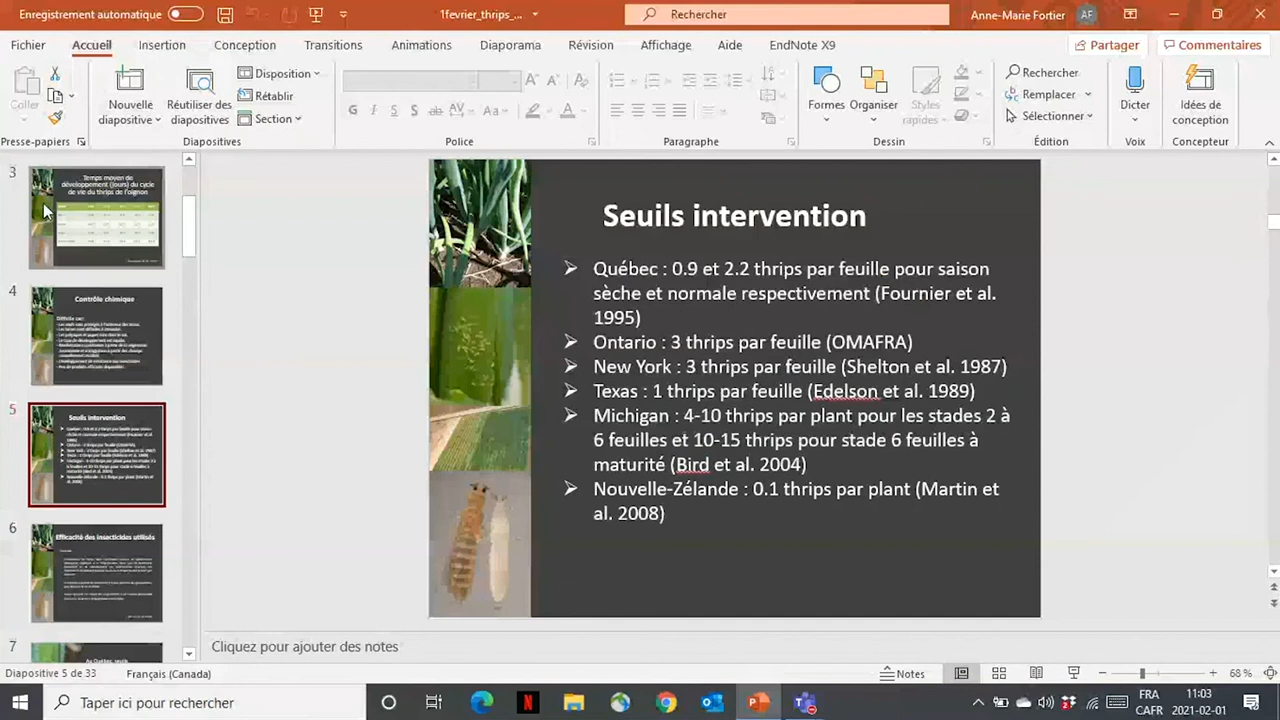 Enregistrement automatique
1fevrier_thrips_...
Rechercher
Anne-Marie Fortier
AF
Fichier
Accueil
Insertion
Conception
Transitions
Animations
Diaporama
Révision
Affichage
Aide
EndNote X9
Partager
Commentaires
Coller
Nouvelle
diapositive
Réutiliser des
diapositives
Disposition
Rétablir
Section
Formes
Organiser
Styles
rapides
Rechercher
Remplacer
Sélectionner
Dicter
Idées de
conception
Presse-papiers
Diapositives
Police
Paragraphe
Dessin
Édition
Voix
Concepteur
3
Temps moyen de
développement (jours) du cycle
de vie du thrips de l'oignon
4
Contrôle chimique
5
Seuils intervention
6
Efficacité des insecticides utilisés
7
Au Québec, seuils
Seuils intervention
Québec : 0.9 et 2.2 thrips par feuille pour saison
sèche et normale respectivement (Fournier et al.
1995)
Ontario : 3 thrips par feuille (OMAFRA)
New York : 3 thrips par feuille (Shelton et al. 1987)
Texas : 1 thrips par feuille (Edelson et al. 1989)
Michigan : 4-10 thrips par plant pour les stades 2 à
6 feuilles et 10-15 thrips pour stade 6 feuilles à
maturité (Bird et al. 2004)
Nouvelle-Zélande : 0.1 thrips par plant (Martin et
al. 2008)
Cliquez pour ajouter des notes
Diapositive 5 de 33
Français (Canada)
Notes
68 %
Taper ici pour rechercher
FRA
CAFR
11:03
2021-02-01